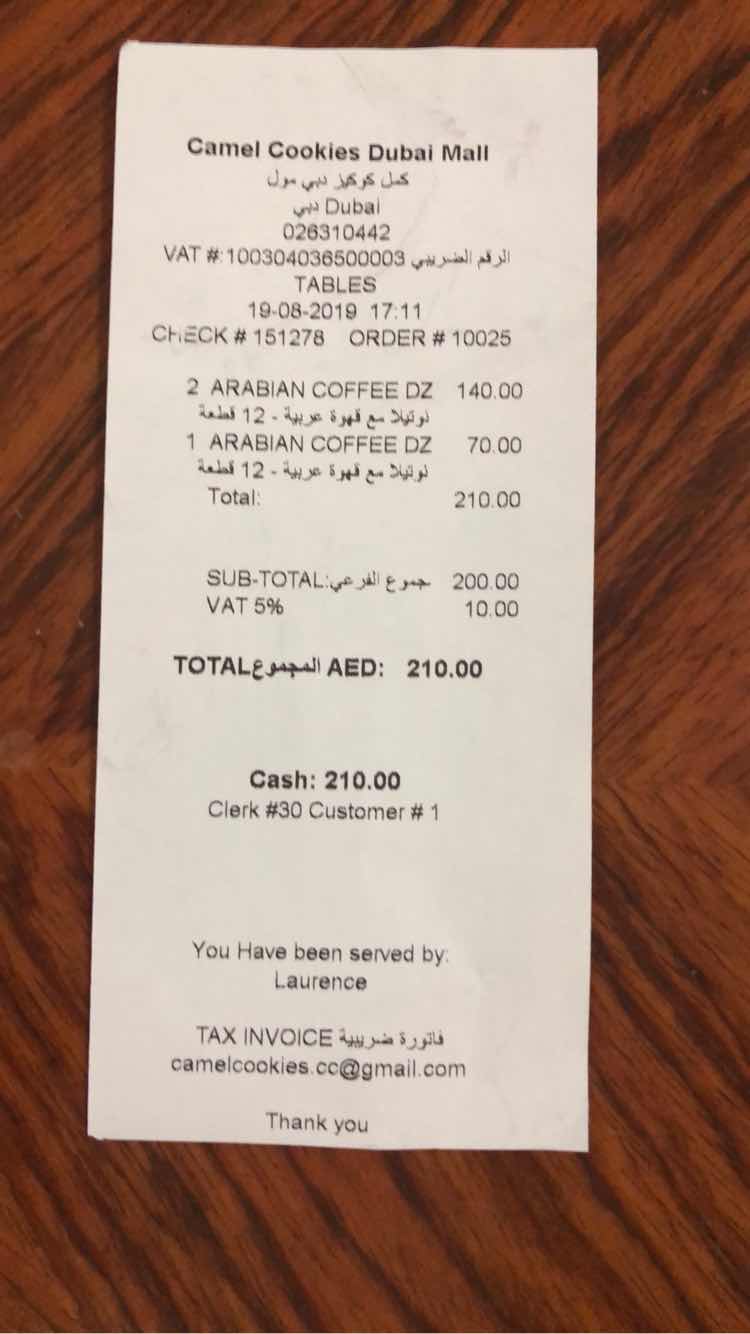 Camel Cookies Dubai Mall
كمل كوكيز دبي مول
دبي Dubai
026310442
VAT #:100304036500003 الرقم الضريبي
TABLES
19-08-2019 17:11
CHECK # 151278 ORDER # 10025
2 ARABIAN COFFEE DZ 140.00
نوتيلا مع قهوة عربية - 12 قطعة
1 ARABIAN COFFEE DZ 70.00
نوتيلا مع قهوة عربية - 12 قطعة
Total: 210.00
SUB-TOTAL:جموع الفرعي 200.00
VAT 5% 10.00
TOTALالمجموع AED: 210.00
Cash: 210.00
Clerk #30 Customer # 1
You Have been served by:
Laurence
TAX INVOICE فاتورة ضريبية
camelcookies.cc@gmail.com
Thank you